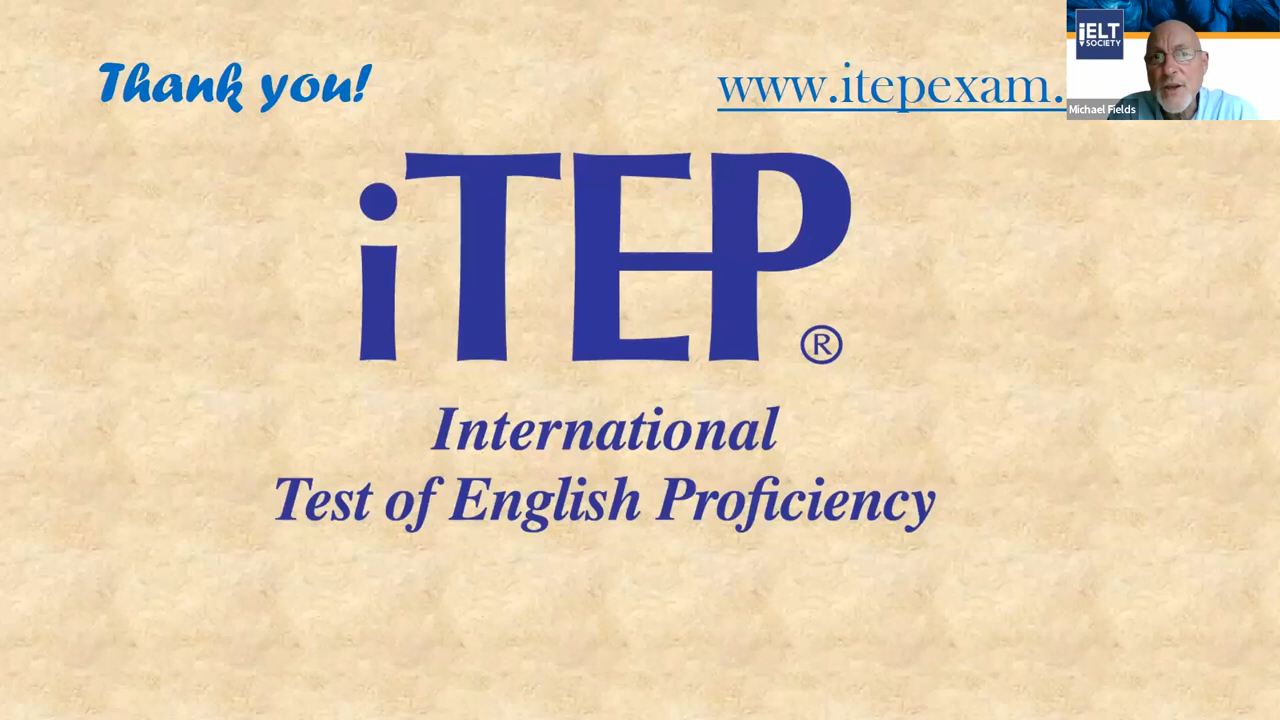 Thank you!
www.itepexam.
iELT
SOCIETY
Michael Fields
iTEP®
International
Test of English Proficiency